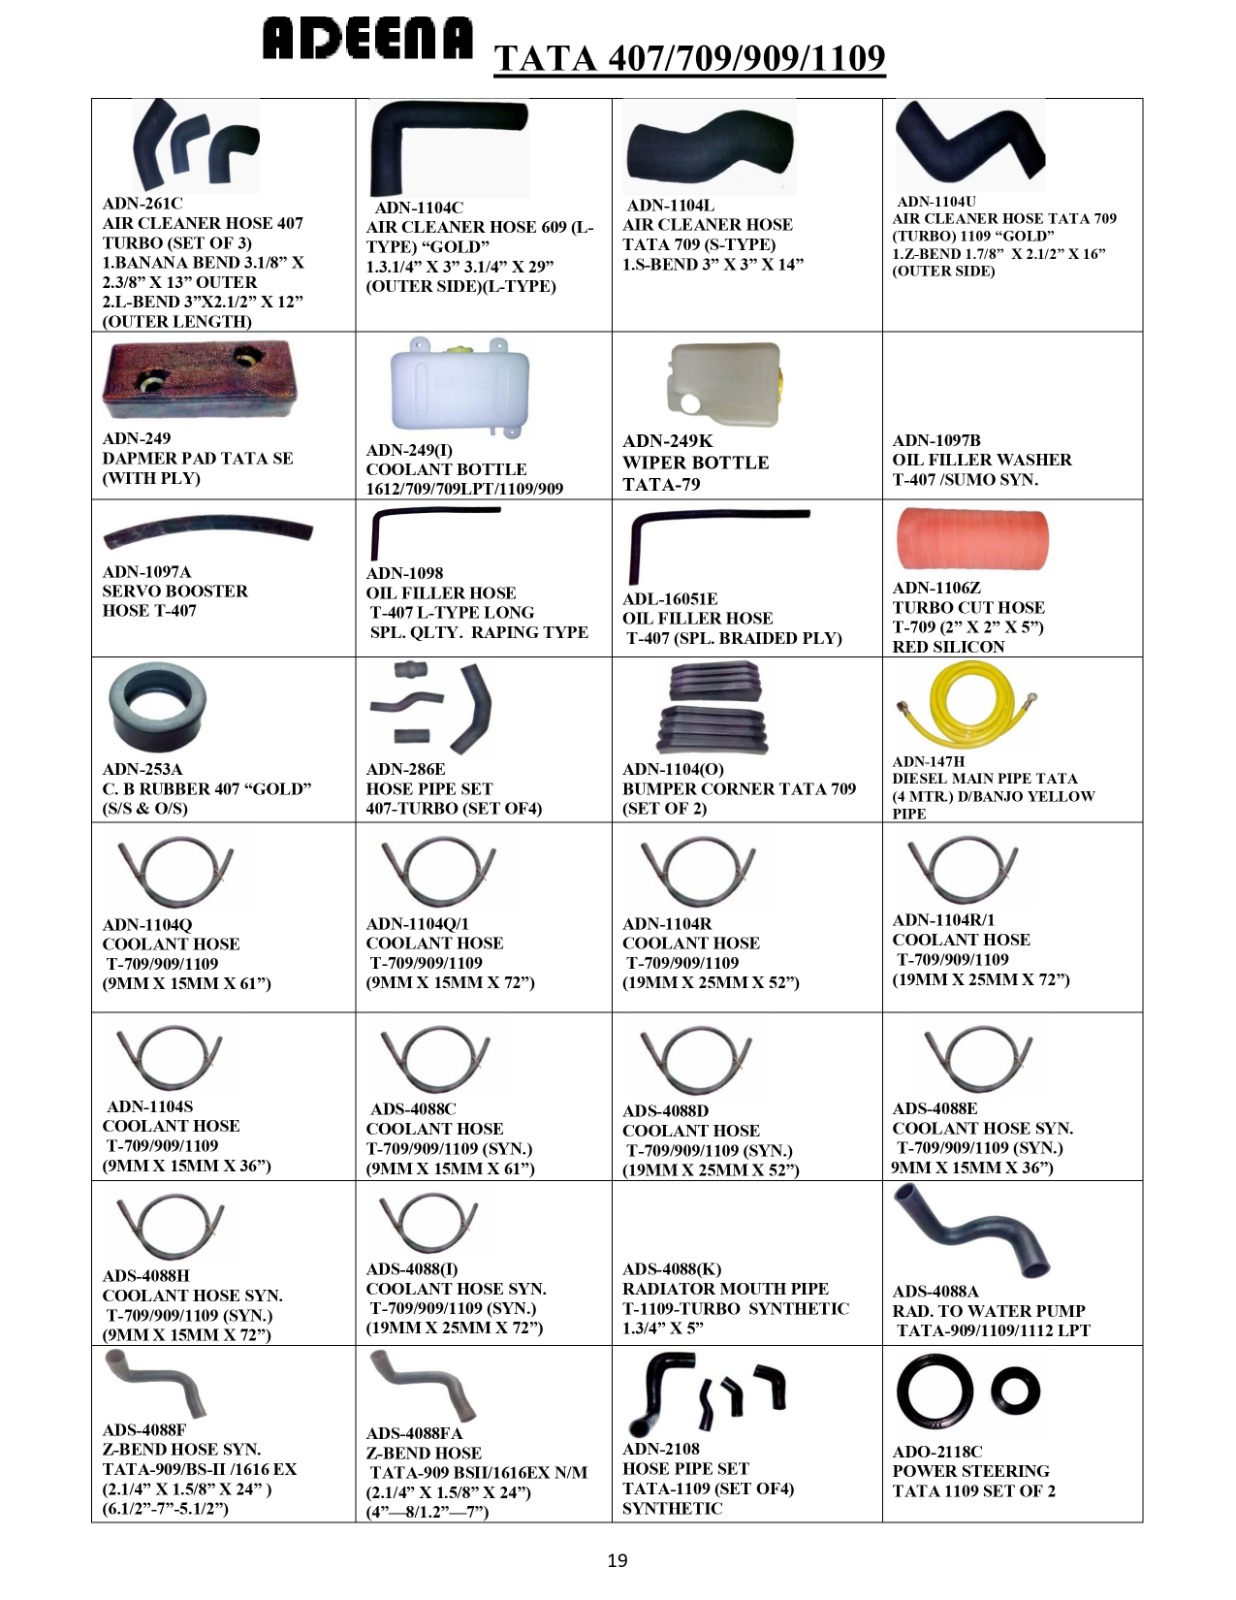 ADEENA TATA 407/709/909/1109
ADN-261C
AIR CLEANER HOSE 407
TURBO (SET OF 3)
1.BANANA BEND 3.1/8” X
2.3/8” X 13” OUTER
2.L-BEND 3”X2.1/2” X 12”
(OUTER LENGTH)
ADN-1104C
AIR CLEANER HOSE 609 (L-
TYPE) “GOLD”
1.3.1/4” X 3” 3.1/4” X 29”
(OUTER SIDE)(L-TYPE)
ADN-1104L
AIR CLEANER HOSE
TATA 709 (S-TYPE)
1.S-BEND 3” X 3” X 14”
ADN-1104U
AIR CLEANER HOSE TATA 709
(TURBO) 1109 “GOLD”
1.Z-BEND 1.7/8” X 2.1/2” X 16”
(OUTER SIDE)
ADN-249
DAPMER PAD TATA SE
(WITH PLY)
ADN-249(I)
COOLANT BOTTLE
1612/709/709LPT/1109/909
ADN-249K
WIPER BOTTLE
TATA-79
ADN-1097B
OIL FILLER WASHER
T-407 /SUMO SYN.
ADN-1097A
SERVO BOOSTER
HOSE T-407
ADN-1098
OIL FILLER HOSE
T-407 L-TYPE LONG
SPL. QLTY. RAPING TYPE
ADL-16051E
OIL FILLER HOSE
T-407 (SPL. BRAIDED PLY)
ADN-1106Z
TURBO CUT HOSE
T-709 (2” X 2” X 5”)
RED SILICON
ADN-253A
C. B RUBBER 407 “GOLD”
(S/S & O/S)
ADN-286E
HOSE PIPE SET
407-TURBO (SET OF4)
ADN-1104(O)
BUMPER CORNER TATA 709
(SET OF 2)
ADN-147H
DIESEL MAIN PIPE TATA
(4 MTR.) D/BANJO YELLOW
PIPE
ADN-1104Q
COOLANT HOSE
T-709/909/1109
(9MM X 15MM X 61”)
ADN-1104Q/1
COOLANT HOSE
T-709/909/1109
(9MM X 15MM X 72”)
ADN-1104R
COOLANT HOSE
T-709/909/1109
(19MM X 25MM X 52”)
ADN-1104R/1
COOLANT HOSE
T-709/909/1109
(19MM X 25MM X 72”)
ADN-1104S
COOLANT HOSE
T-709/909/1109
(9MM X 15MM X 36”)
ADS-4088C
COOLANT HOSE
T-709/909/1109 (SYN.)
(9MM X 15MM X 61”)
ADS-4088D
COOLANT HOSE
T-709/909/1109 (SYN.)
(19MM X 25MM X 52”)
ADS-4088E
COOLANT HOSE SYN.
T-709/909/1109 (SYN.)
9MM X 15MM X 36”)
ADS-4088H
COOLANT HOSE SYN.
T-709/909/1109 (SYN.)
(9MM X 15MM X 72”)
ADS-4088(I)
COOLANT HOSE SYN.
T-709/909/1109 (SYN.)
(19MM X 25MM X 72”)
ADS-4088(K)
RADIATOR MOUTH PIPE
T-1109-TURBO SYNTHETIC
1.3/4” X 5”
ADS-4088A
RAD. TO WATER PUMP
TATA-909/1109/1112 LPT
ADS-4088F
Z-BEND HOSE SYN.
TATA-909/BS-II /1616 EX
(2.1/4” X 1.5/8” X 24” )
(6.1/2”-7”-5.1/2”)
ADS-4088FA
Z-BEND HOSE
TATA-909 BSII/1616EX N/M
(2.1/4” X 1.5/8” X 24”)
(4”—8/1.2”—7”)
ADN-2108
HOSE PIPE SET
TATA-1109 (SET OF4)
SYNTHETIC
ADO-2118C
POWER STEERING
TATA 1109 SET OF 2
19